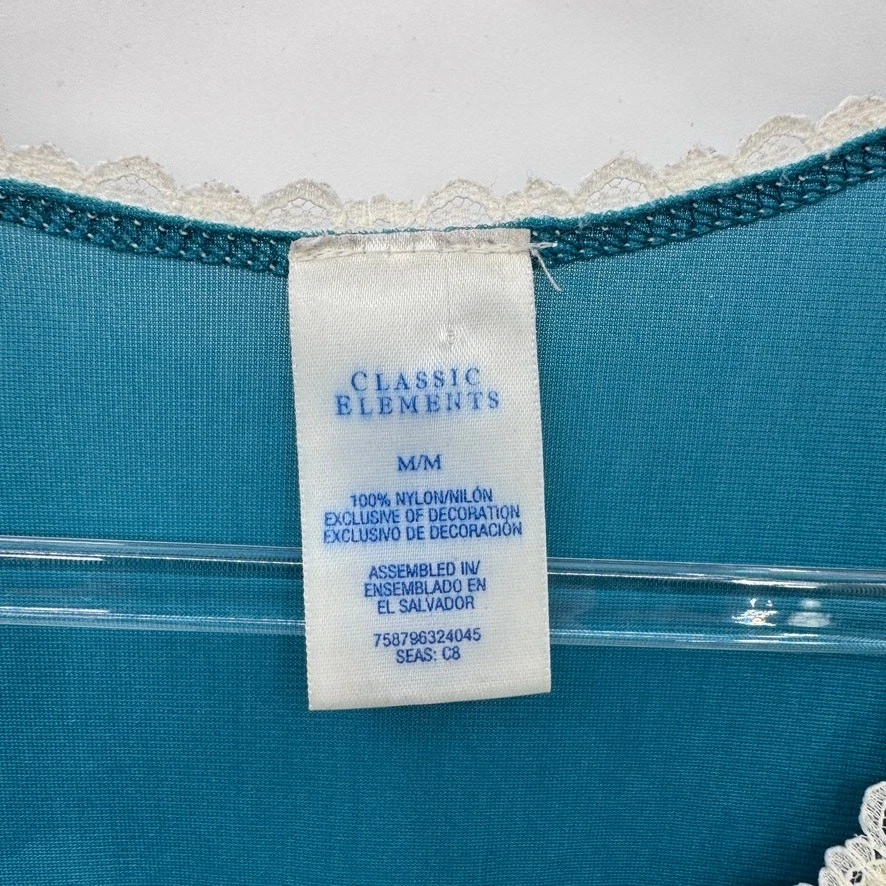 CLASSIC
ELEMENTS
M/M
100% NYLON/NILÓN
EXCLUSIVE OF DECORATION
EXCLUSIVO DE DECORACIÓN
ASSEMBLED IN/
ENSEMBLADO EN
EL SALVADOR
758796324045
SEAS: C8